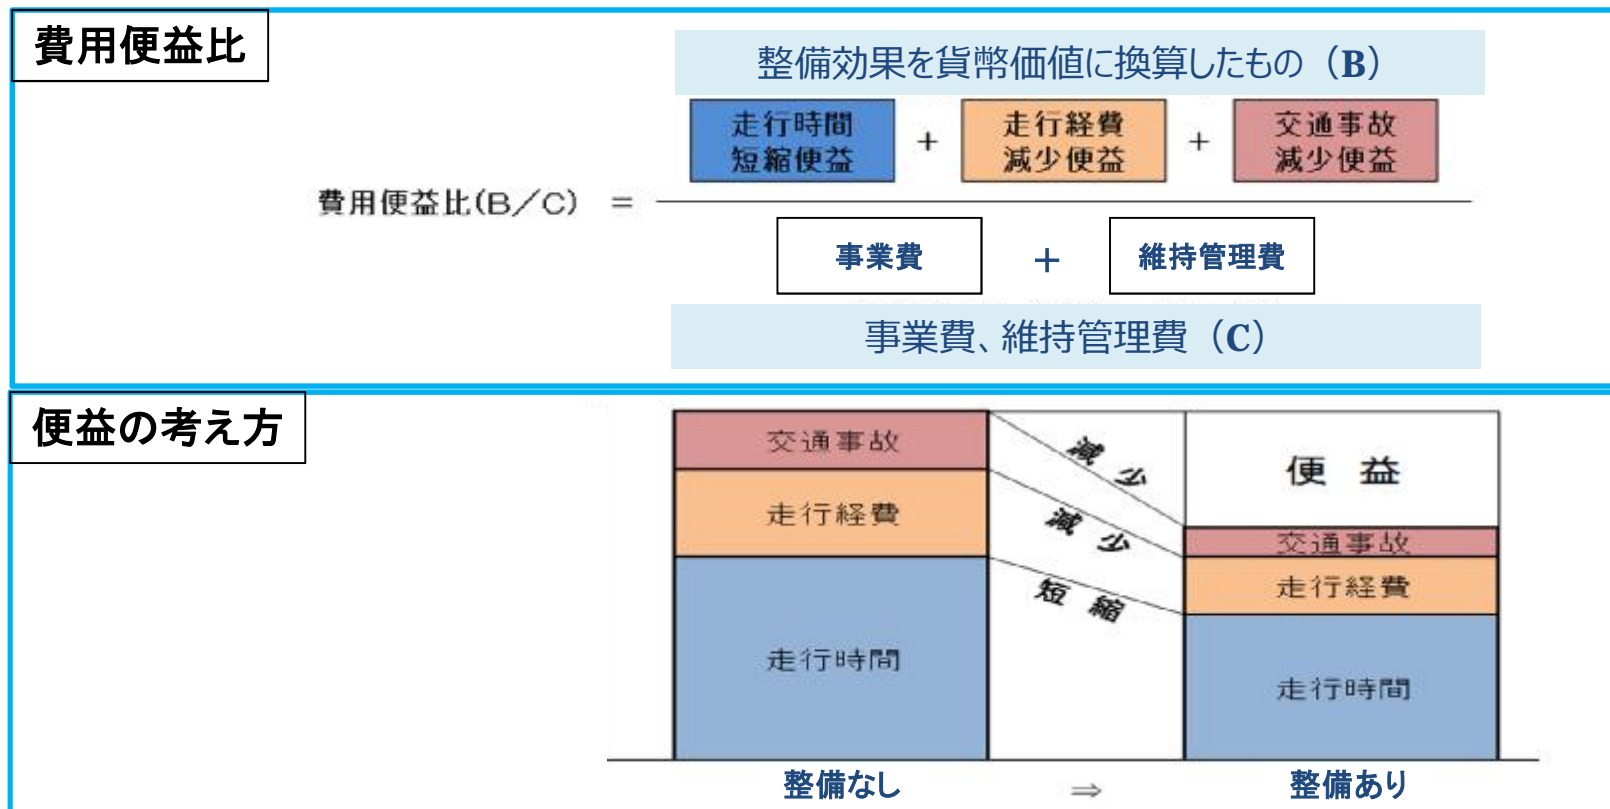 費用便益比
整備効果を貨幣価値に換算したもの（B）
走行時間
短縮便益
+
走行経費
減少便益
+
交通事故
減少便益
費用便益比(B／C) =
事業費 + 維持管理費
事業費、維持管理費（C）
便益の考え方
交通事故
走行経費
走行時間
減少
減少
短縮
便益
交通事故
走行経費
走行時間
整備なし ⇒ 整備あり